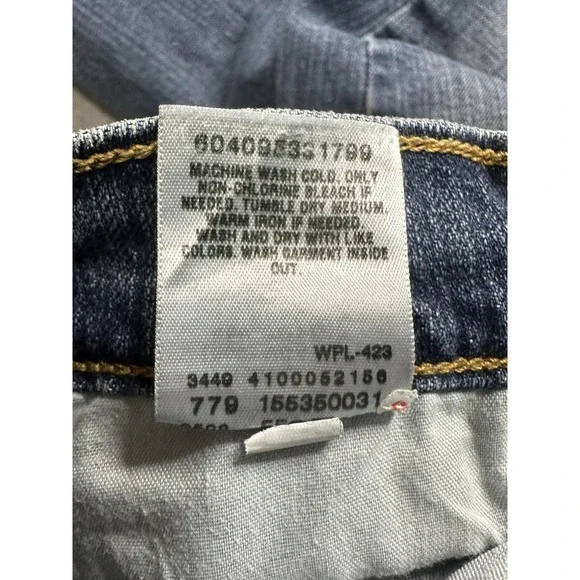 604095331799
MACHINE WASH COLD. ONLY
NON-CHLORINE BLEACH IF
NEEDED. TUMBLE DRY MEDIUM.
WARM IRON IF NEEDED.
WASH AND DRY WITH LIKE
COLORS. WASH GARMENT INSIDE
OUT.
WPL-423
3449 4100052156
779 155350031